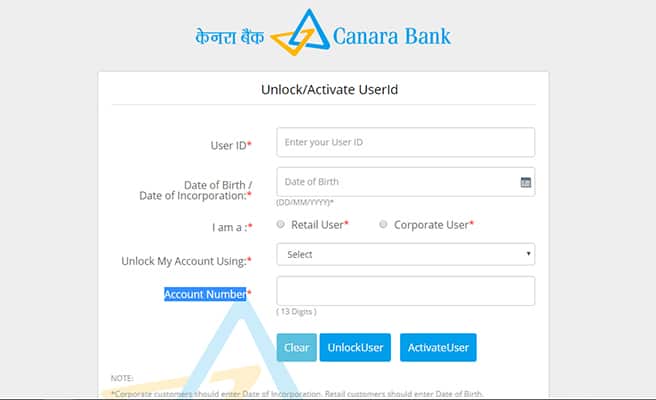 केनरा बैंक Canara Bank
Unlock/Activate UserId
User ID* Enter your User ID
Date of Birth /
Date of Incorporation:* Date of Birth
(DD/MM/YYYY)*
I am a :* Retail User* Corporate User*
Unlock My Account Using:* Select
Account Number*
( 13 Digits )
Clear UnlockUser ActivateUser
NOTE:
*Corporate customers should enter Date of Incorporation. Retail customers should enter Date of Birth.